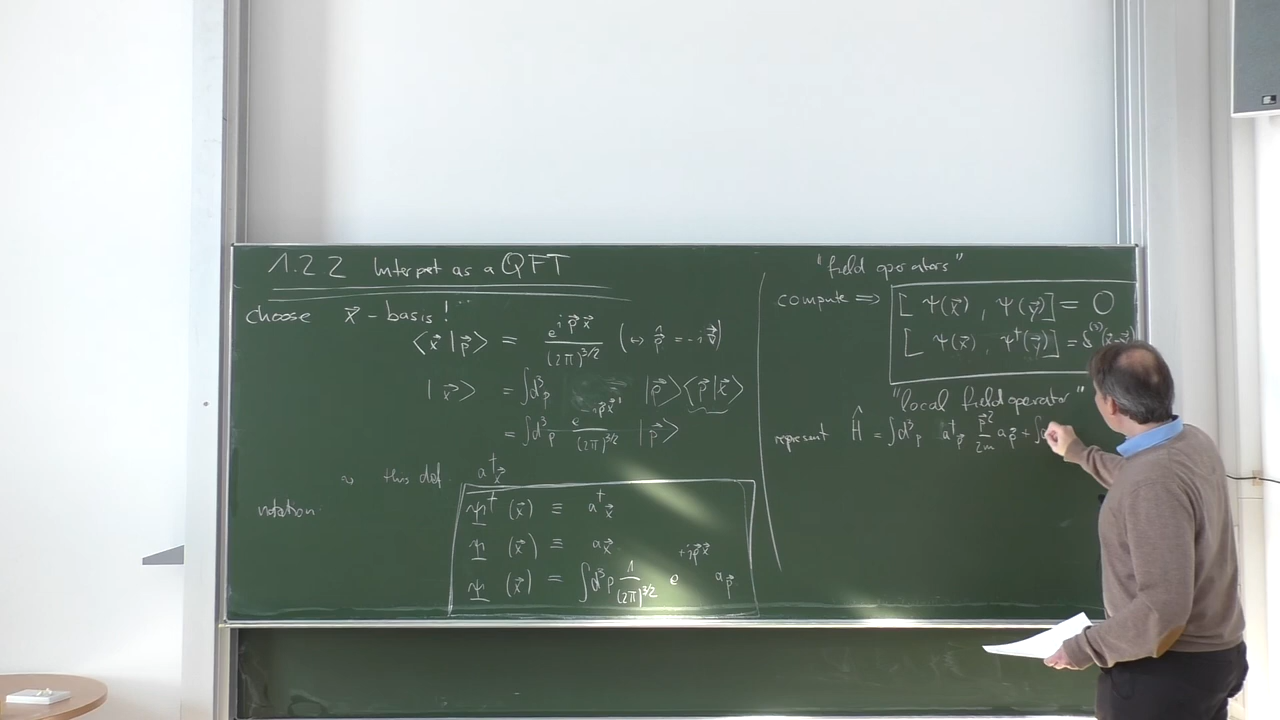 1.2.2 Interpret as a QFT
choose x⃗ - basis!
⟨x⃗|p⃗⟩ = e^{i p⃗ x⃗} / (2π)^{3/2} (↔ p̂⃗ = -i∇⃗)
|x⃗⟩ = ∫d³p |p⃗⟩⟨p⃗|x⃗⟩
= ∫d³p e^{-i p⃗ x⃗} / (2π)^{3/2} |p⃗⟩
↝ this def. a†_x⃗
notation:
ψ† (x⃗) ≡ a†_x⃗
ψ (x⃗) ≡ a_x⃗
ψ (x⃗) = ∫d³p 1/(2π)^{3/2} e^{+i p⃗ x⃗} a_p⃗
"field operators"
compute ⟹ [ Ψ(x⃗) , Ψ(y⃗)] = 0
[ Ψ(x⃗) , Ψ†(y⃗)] = δ^{(3)}(x⃗-y⃗)
"local fieldoperator"
represent Ĥ = ∫d³p a†_p⃗ p⃗²/2m a_p⃗ + ∫